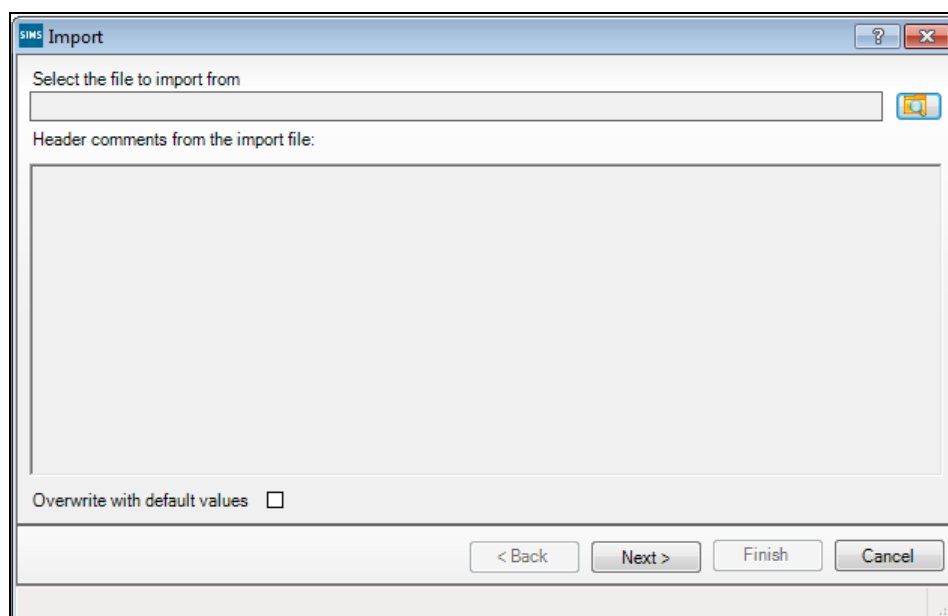 SIMS Import ?
Select the file to import from
Header comments from the import file:
Overwrite with default values
< Back Next > Finish Cancel